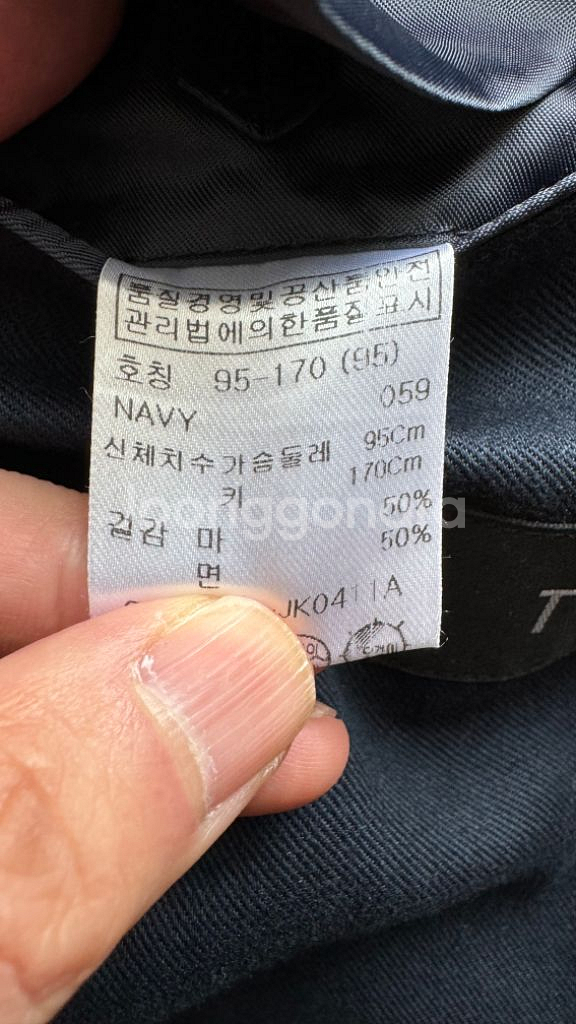 품질경영및공산품안전
관리법에의한품질표시
호칭 95-170 (95)
NAVY 059
신체치수 가슴둘레 95Cm
키 170Cm
겉감 마 50%
면 50%
JK0411A
T